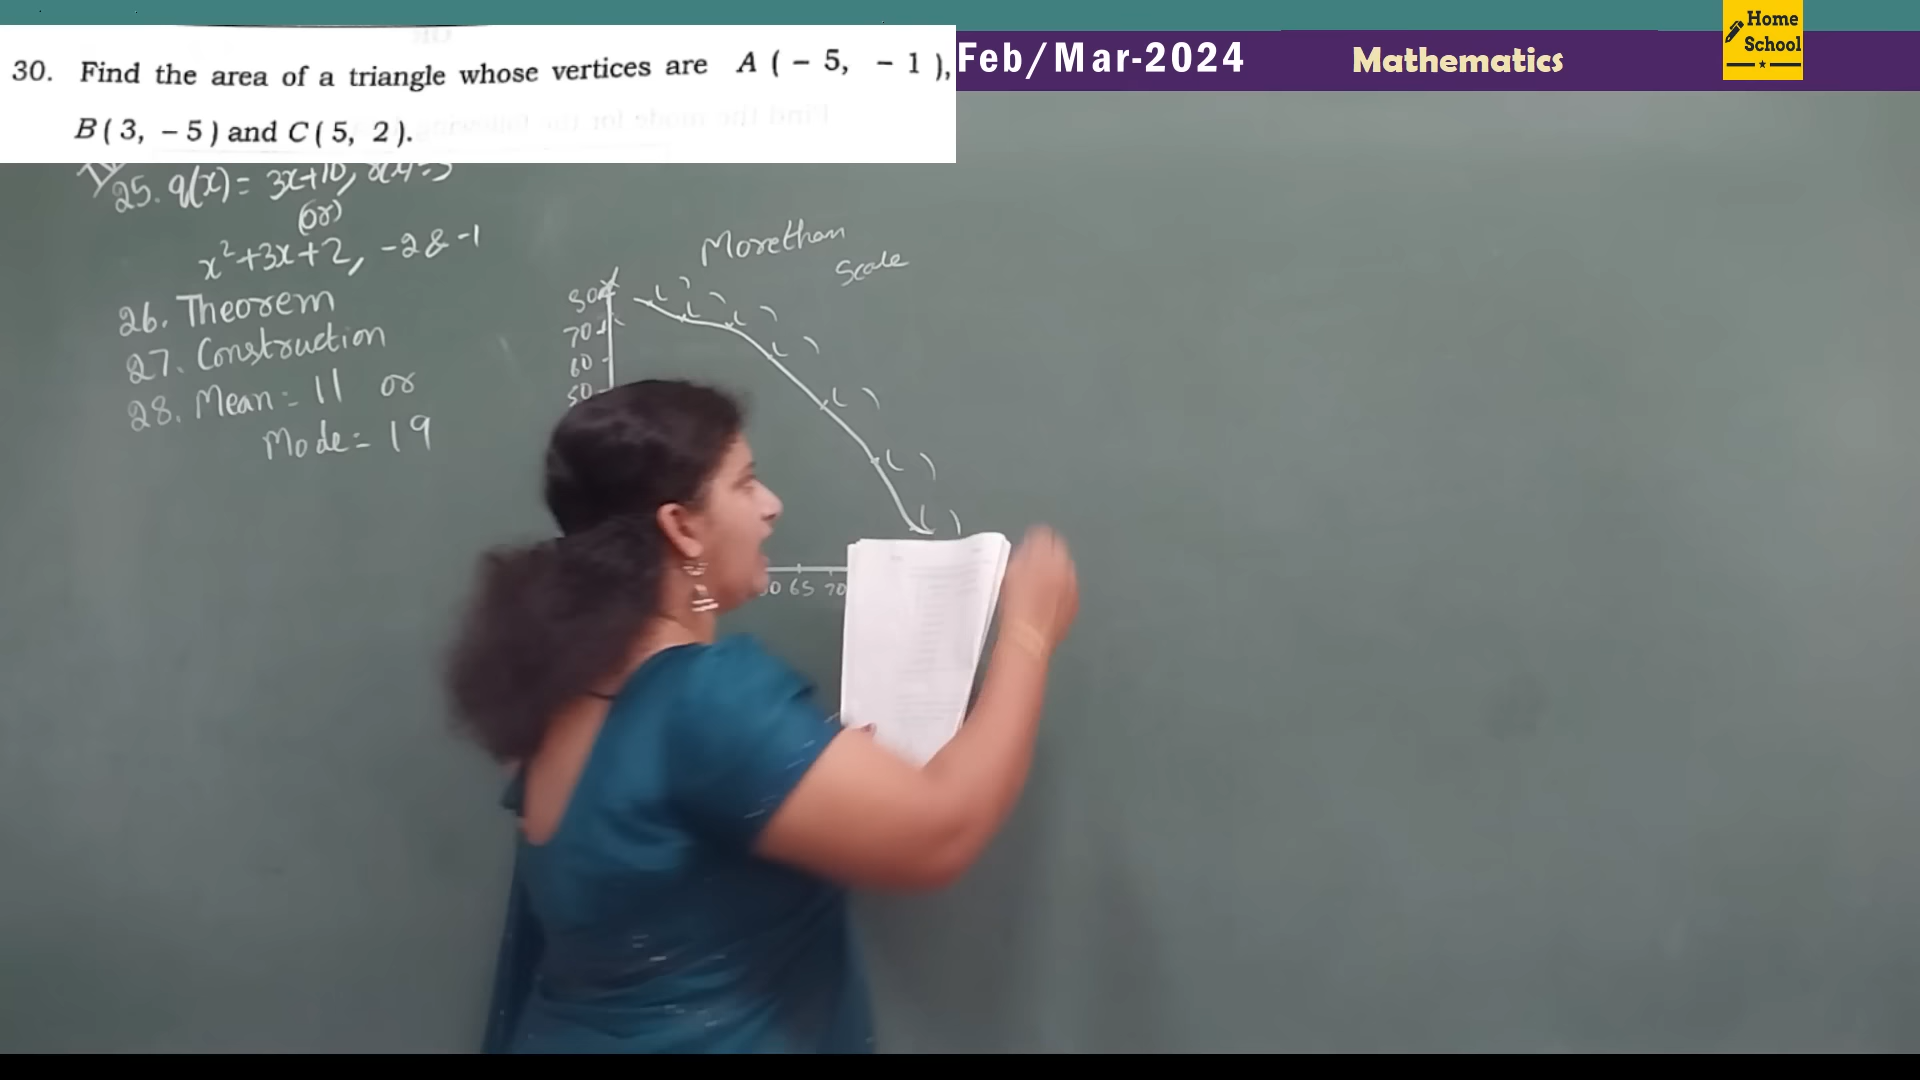 30. Find the area of a triangle whose vertices are A ( – 5, – 1 ),
B ( 3, – 5 ) and C ( 5, 2 ).
Feb/Mar-2024
Mathematics
Home
School
25. q(x) = 3x+10,
(or)
x²+3x+2, -2 & -1
26. Theorem
27. Construction
28. Mean = 11 or
Mode = 19
Morethan
Scale
80
70
60
50
65 70